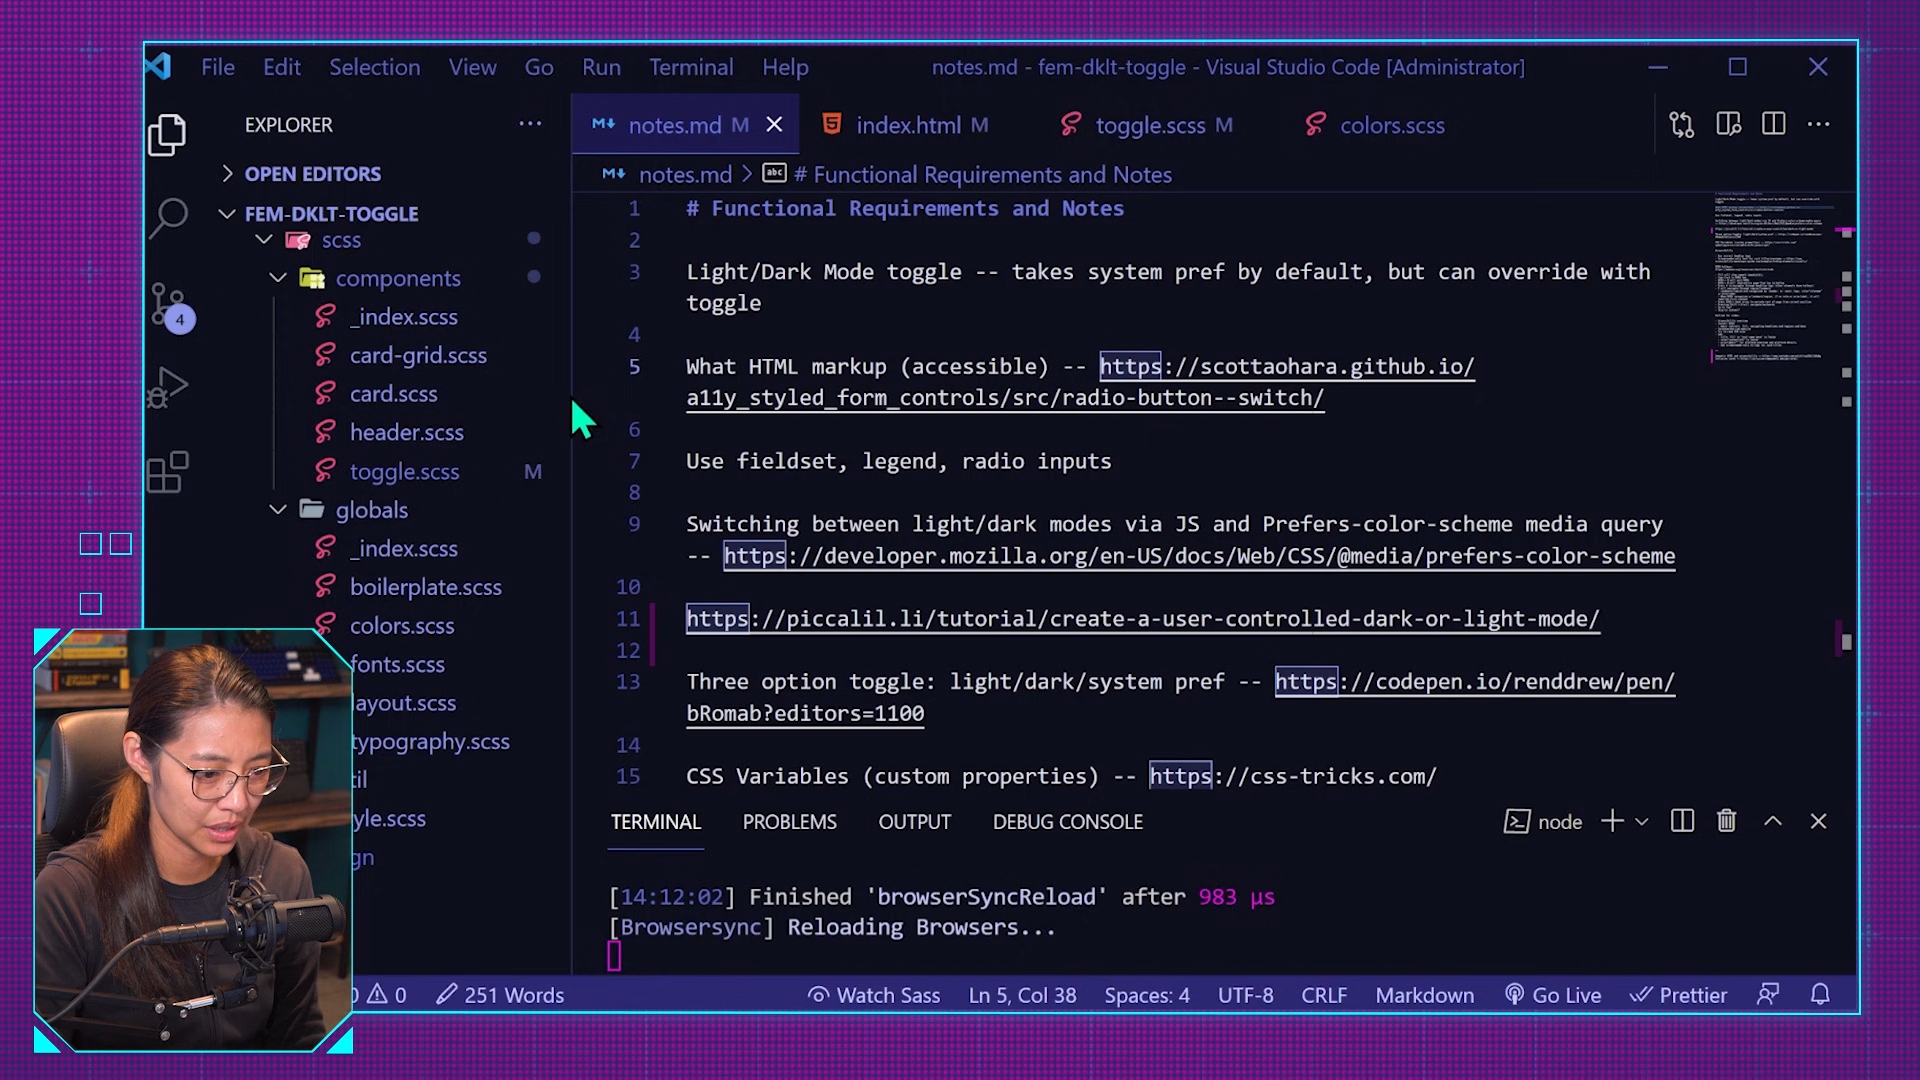 File Edit Selection View Go Run Terminal Help
notes.md - fem-dklt-toggle - Visual Studio Code [Administrator]
EXPLORER
OPEN EDITORS
FEM-DKLT-TOGGLE
scss
components
_index.scss
card-grid.scss
card.scss
header.scss
toggle.scss M
globals
_index.scss
boilerplate.scss
colors.scss
fonts.scss
layout.scss
typography.scss
4
notes.md M
index.html M
toggle.scss M
colors.scss
notes.md > # Functional Requirements and Notes
1 # Functional Requirements and Notes
2
3 Light/Dark Mode toggle -- takes system pref by default, but can override with
toggle
4
5 What HTML markup (accessible) -- https://scottaohara.github.io/
a11y_styled_form_controls/src/radio-button--switch/
6
7 Use fieldset, legend, radio inputs
8
9 Switching between light/dark modes via JS and Prefers-color-scheme media query
-- https://developer.mozilla.org/en-US/docs/Web/CSS/@media/prefers-color-scheme
10
11 https://piccalil.li/tutorial/create-a-user-controlled-dark-or-light-mode/
12
13 Three option toggle: light/dark/system pref -- https://codepen.io/renddrew/pen/
bRomab?editors=1100
14
15 CSS Variables (custom properties) -- https://css-tricks.com/
TERMINAL PROBLEMS OUTPUT DEBUG CONSOLE
node
[14:12:02] Finished 'browserSyncReload' after 983 μs
[Browsersync] Reloading Browsers...
0 251 Words
Watch Sass Ln 5, Col 38 Spaces: 4 UTF-8 CRLF Markdown Go Live Prettier